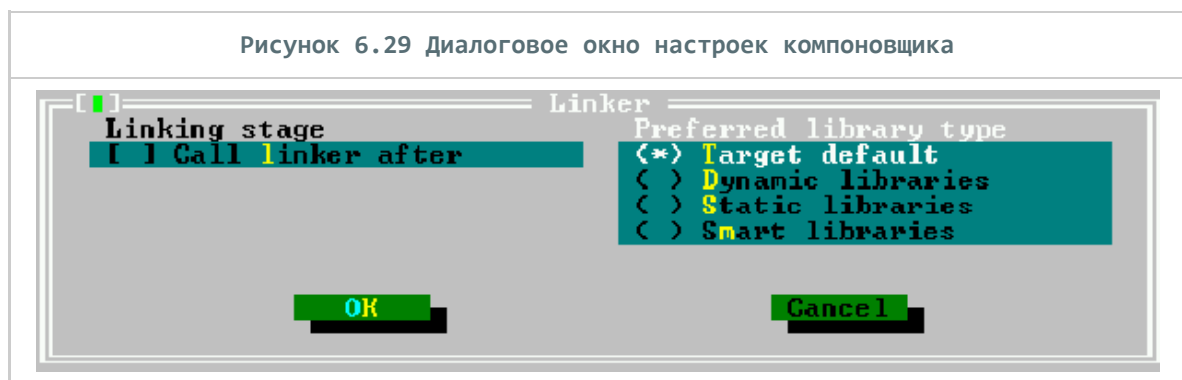 Рисунок 6.29 Диалоговое окно настроек компоновщика
Linker
Linking stage
[ ] Call linker after
Preferred library type
(*) Target default
( ) Dynamic libraries
( ) Static libraries
( ) Smart libraries
OK
Cancel